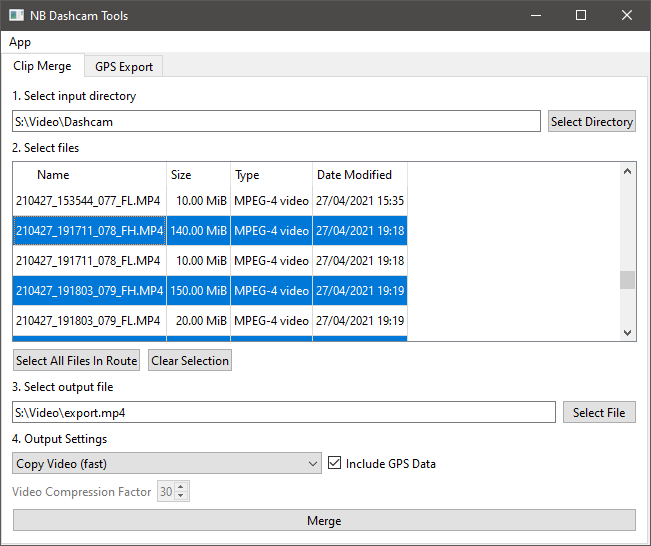 NB Dashcam Tools
App
Clip Merge GPS Export
1. Select input directory
S:\Video\Dashcam Select Directory
2. Select files
Name Size Type Date Modified
210427_153544_077_FL.MP4 10.00 MiB MPEG-4 video 27/04/2021 15:35
210427_191711_078_FH.MP4 140.00 MiB MPEG-4 video 27/04/2021 19:18
210427_191711_078_FL.MP4 10.00 MiB MPEG-4 video 27/04/2021 19:18
210427_191803_079_FH.MP4 150.00 MiB MPEG-4 video 27/04/2021 19:19
210427_191803_079_FL.MP4 20.00 MiB MPEG-4 video 27/04/2021 19:19
Select All Files In Route Clear Selection
3. Select output file
S:\Video\export.mp4 Select File
4. Output Settings
Copy Video (fast) Include GPS Data
Video Compression Factor 30
Merge